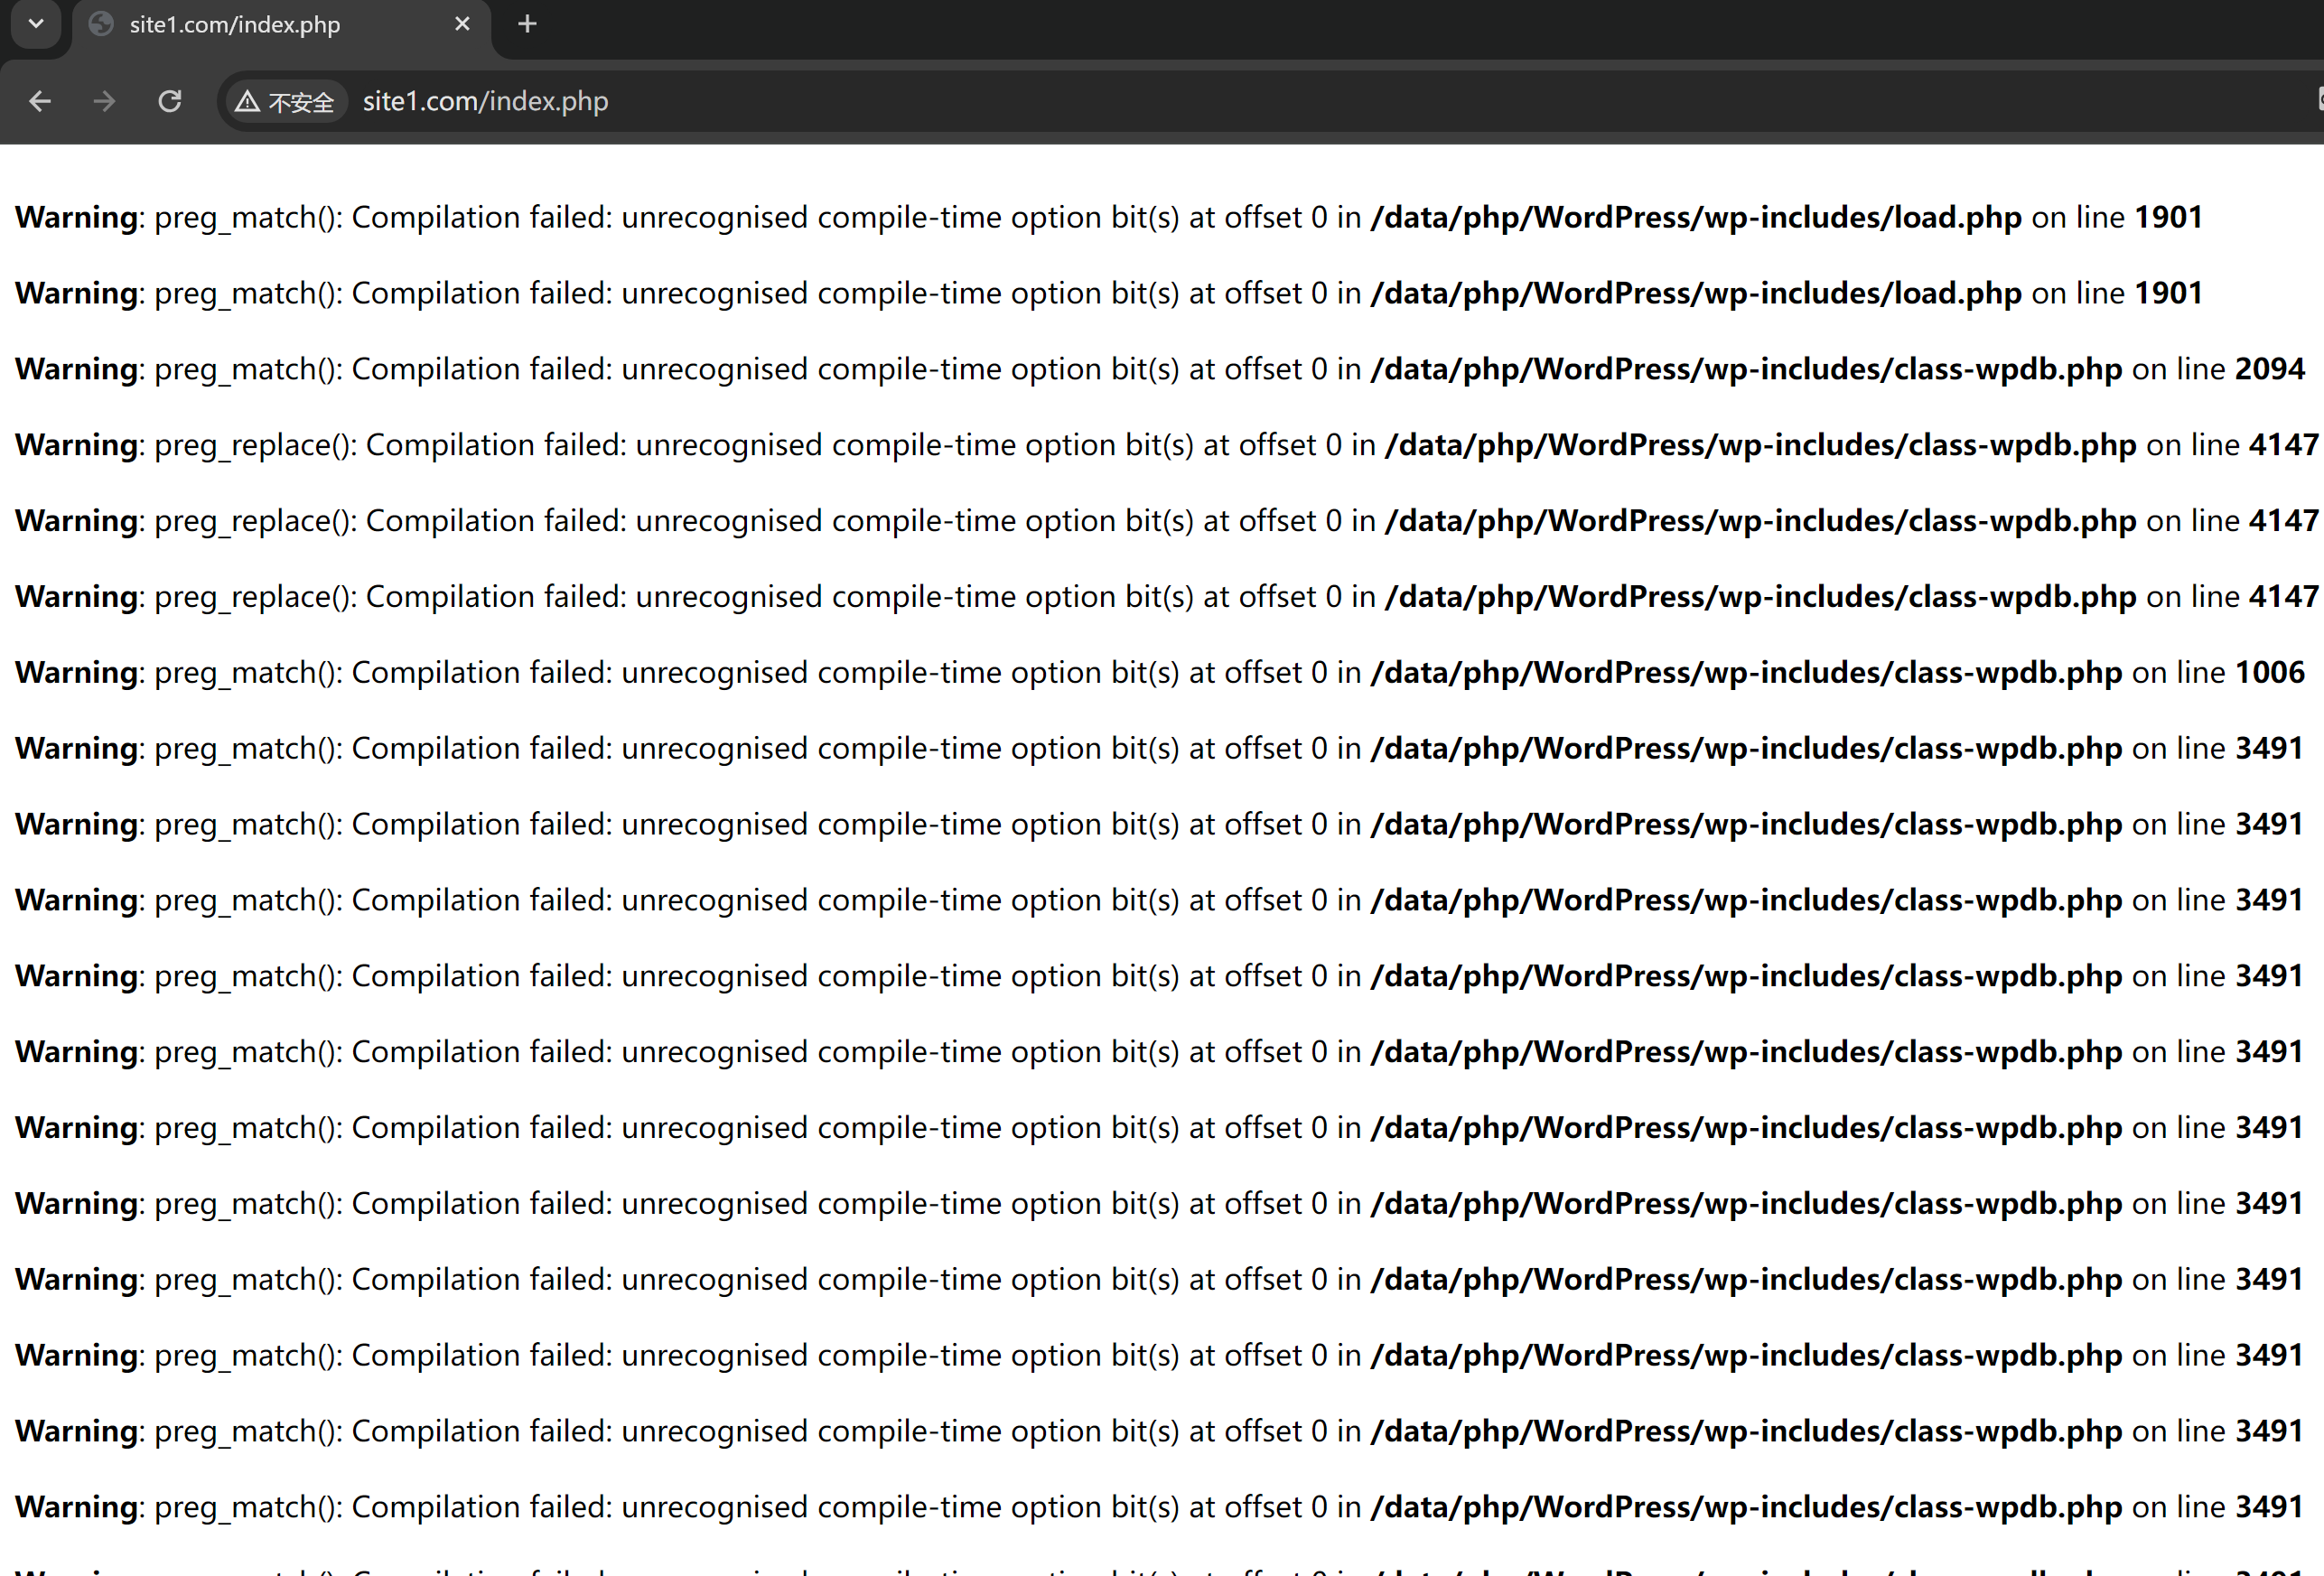 site1.com/index.php
不安全 site1.com/index.php
Warning: preg_match(): Compilation failed: unrecognised compile-time option bit(s) at offset 0 in /data/php/WordPress/wp-includes/load.php on line 1901
Warning: preg_match(): Compilation failed: unrecognised compile-time option bit(s) at offset 0 in /data/php/WordPress/wp-includes/load.php on line 1901
Warning: preg_match(): Compilation failed: unrecognised compile-time option bit(s) at offset 0 in /data/php/WordPress/wp-includes/class-wpdb.php on line 2094
Warning: preg_replace(): Compilation failed: unrecognised compile-time option bit(s) at offset 0 in /data/php/WordPress/wp-includes/class-wpdb.php on line 4147
Warning: preg_replace(): Compilation failed: unrecognised compile-time option bit(s) at offset 0 in /data/php/WordPress/wp-includes/class-wpdb.php on line 4147
Warning: preg_replace(): Compilation failed: unrecognised compile-time option bit(s) at offset 0 in /data/php/WordPress/wp-includes/class-wpdb.php on line 4147
Warning: preg_match(): Compilation failed: unrecognised compile-time option bit(s) at offset 0 in /data/php/WordPress/wp-includes/class-wpdb.php on line 1006
Warning: preg_match(): Compilation failed: unrecognised compile-time option bit(s) at offset 0 in /data/php/WordPress/wp-includes/class-wpdb.php on line 3491
Warning: preg_match(): Compilation failed: unrecognised compile-time option bit(s) at offset 0 in /data/php/WordPress/wp-includes/class-wpdb.php on line 3491
Warning: preg_match(): Compilation failed: unrecognised compile-time option bit(s) at offset 0 in /data/php/WordPress/wp-includes/class-wpdb.php on line 3491
Warning: preg_match(): Compilation failed: unrecognised compile-time option bit(s) at offset 0 in /data/php/WordPress/wp-includes/class-wpdb.php on line 3491
Warning: preg_match(): Compilation failed: unrecognised compile-time option bit(s) at offset 0 in /data/php/WordPress/wp-includes/class-wpdb.php on line 3491
Warning: preg_match(): Compilation failed: unrecognised compile-time option bit(s) at offset 0 in /data/php/WordPress/wp-includes/class-wpdb.php on line 3491
Warning: preg_match(): Compilation failed: unrecognised compile-time option bit(s) at offset 0 in /data/php/WordPress/wp-includes/class-wpdb.php on line 3491
Warning: preg_match(): Compilation failed: unrecognised compile-time option bit(s) at offset 0 in /data/php/WordPress/wp-includes/class-wpdb.php on line 3491
Warning: preg_match(): Compilation failed: unrecognised compile-time option bit(s) at offset 0 in /data/php/WordPress/wp-includes/class-wpdb.php on line 3491
Warning: preg_match(): Compilation failed: unrecognised compile-time option bit(s) at offset 0 in /data/php/WordPress/wp-includes/class-wpdb.php on line 3491
Warning: preg_match(): Compilation failed: unrecognised compile-time option bit(s) at offset 0 in /data/php/WordPress/wp-includes/class-wpdb.php on line 3491